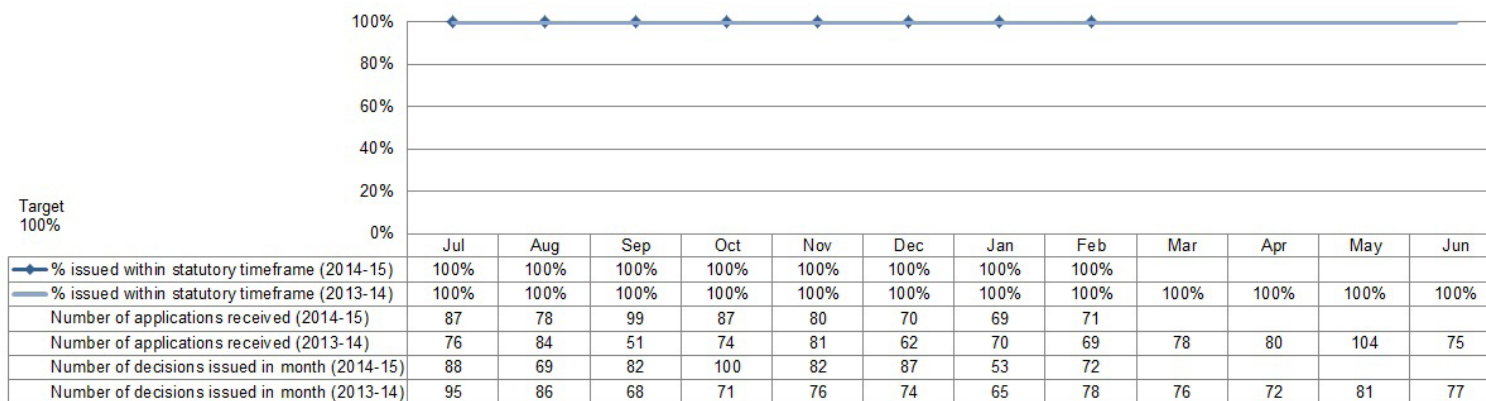 100%
80%
60%
40%
20%
0%
Target
100%
Jul Aug Sep Oct Nov Dec Jan Feb Mar Apr May Jun
% issued within statutory timeframe (2014-15) 100% 100% 100% 100% 100% 100% 100% 100%
% issued within statutory timeframe (2013-14) 100% 100% 100% 100% 100% 100% 100% 100% 100% 100% 100% 100%
Number of applications received (2014-15) 87 78 99 87 80 70 69 71
Number of applications received (2013-14) 76 84 51 74 81 62 70 69 78 80 104 75
Number of decisions issued in month (2014-15) 88 69 82 100 82 87 53 72
Number of decisions issued in month (2013-14) 95 86 68 71 76 74 65 78 76 72 81 77